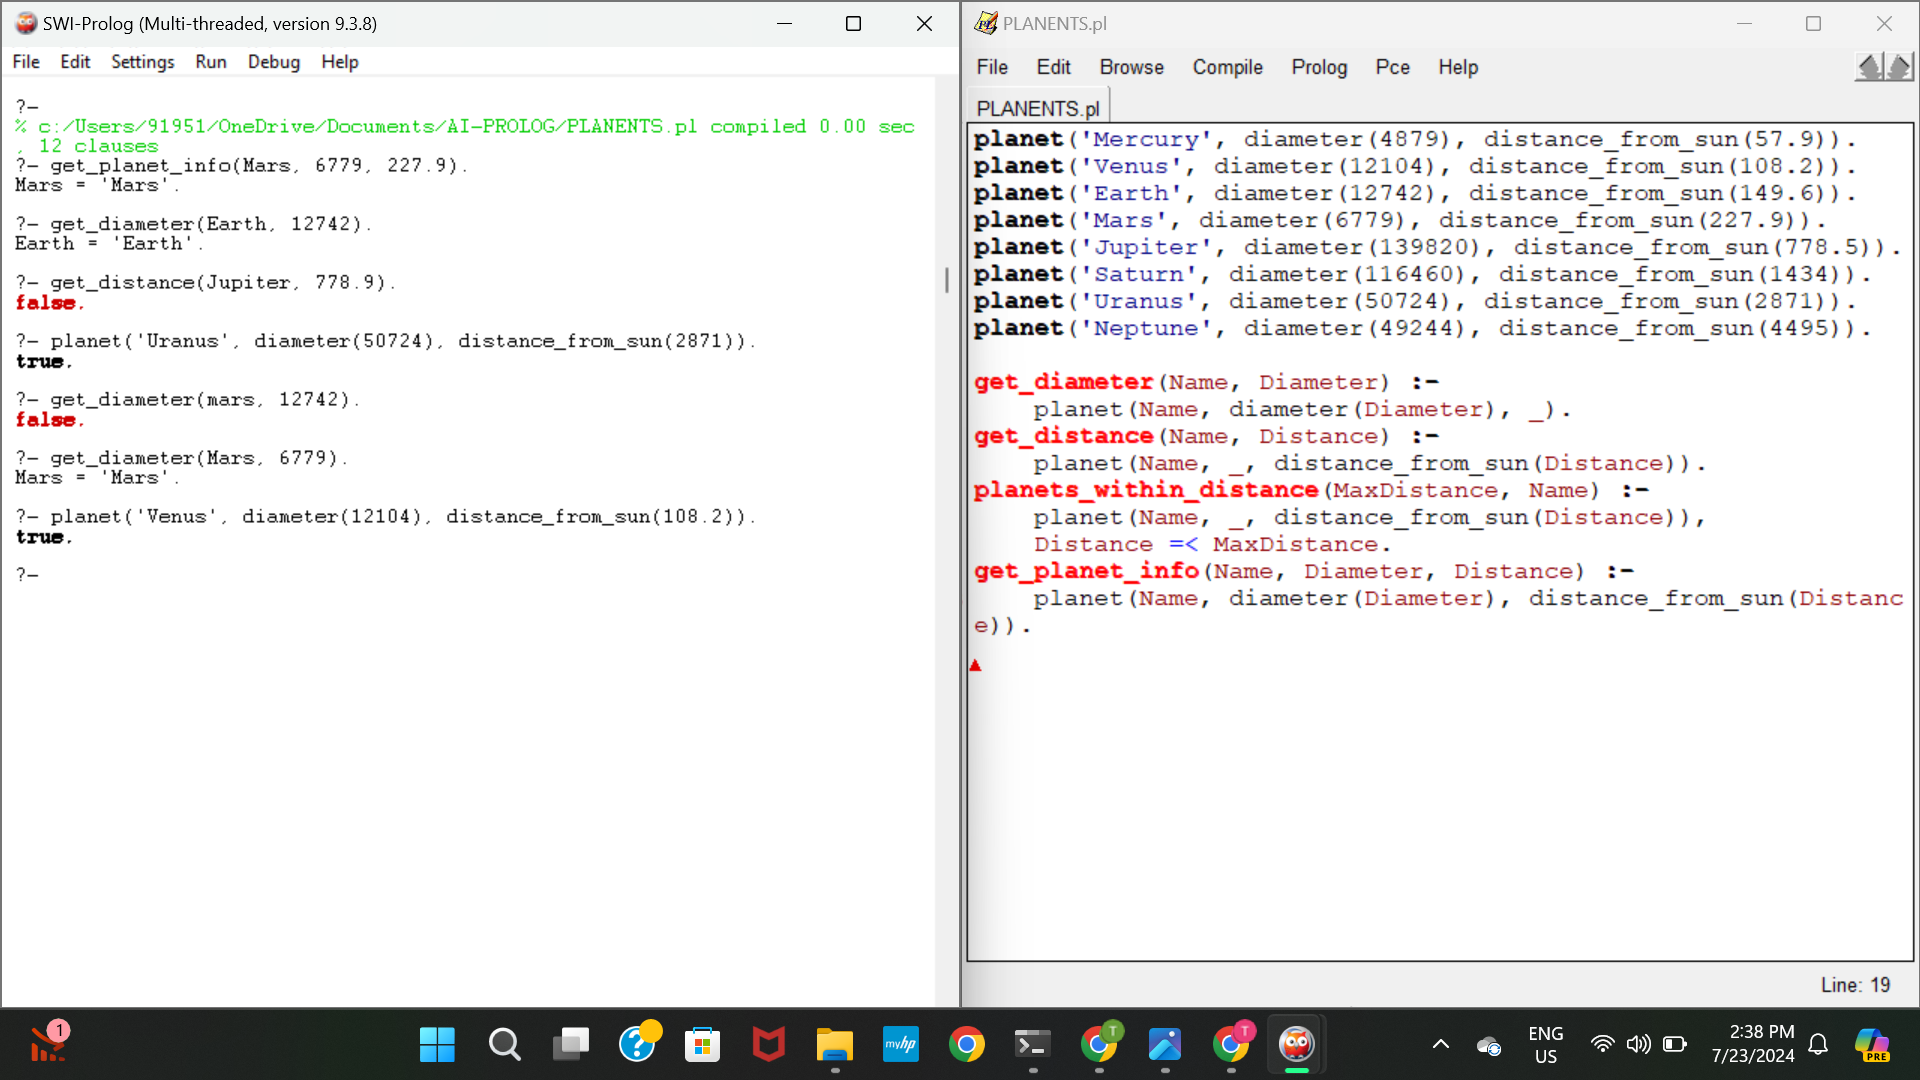 SWI-Prolog (Multi-threaded, version 9.3.8)
File Edit Settings Run Debug Help
?-
% c:/Users/91951/OneDrive/Documents/AI-PROLOG/PLANENTS.pl compiled 0.00 sec
, 12 clauses
?- get_planet_info(Mars, 6779, 227.9).
Mars = 'Mars'.
?- get_diameter(Earth, 12742).
Earth = 'Earth'.
?- get_distance(Jupiter, 778.9).
false.
?- planet('Uranus', diameter(50724), distance_from_sun(2871)).
true.
?- get_diameter(mars, 12742).
false.
?- get_diameter(Mars, 6779).
Mars = 'Mars'.
?- planet('Venus', diameter(12104), distance_from_sun(108.2)).
true.
?-
PLANENTS.pl
File Edit Browse Compile Prolog Pce Help
PLANENTS.pl
planet('Mercury', diameter(4879), distance_from_sun(57.9)).
planet('Venus', diameter(12104), distance_from_sun(108.2)).
planet('Earth', diameter(12742), distance_from_sun(149.6)).
planet('Mars', diameter(6779), distance_from_sun(227.9)).
planet('Jupiter', diameter(139820), distance_from_sun(778.5)).
planet('Saturn', diameter(116460), distance_from_sun(1434)).
planet('Uranus', diameter(50724), distance_from_sun(2871)).
planet('Neptune', diameter(49244), distance_from_sun(4495)).
get_diameter(Name, Diameter) :-
planet(Name, diameter(Diameter), _).
get_distance(Name, Distance) :-
planet(Name, _, distance_from_sun(Distance)).
planets_within_distance(MaxDistance, Name) :-
planet(Name, _, distance_from_sun(Distance)),
Distance =< MaxDistance.
get_planet_info(Name, Diameter, Distance) :-
planet(Name, diameter(Diameter), distance_from_sun(Distanc
e)).
Line: 19
1
myhp
T
T
ENG
US
2:38 PM
7/23/2024
PRE